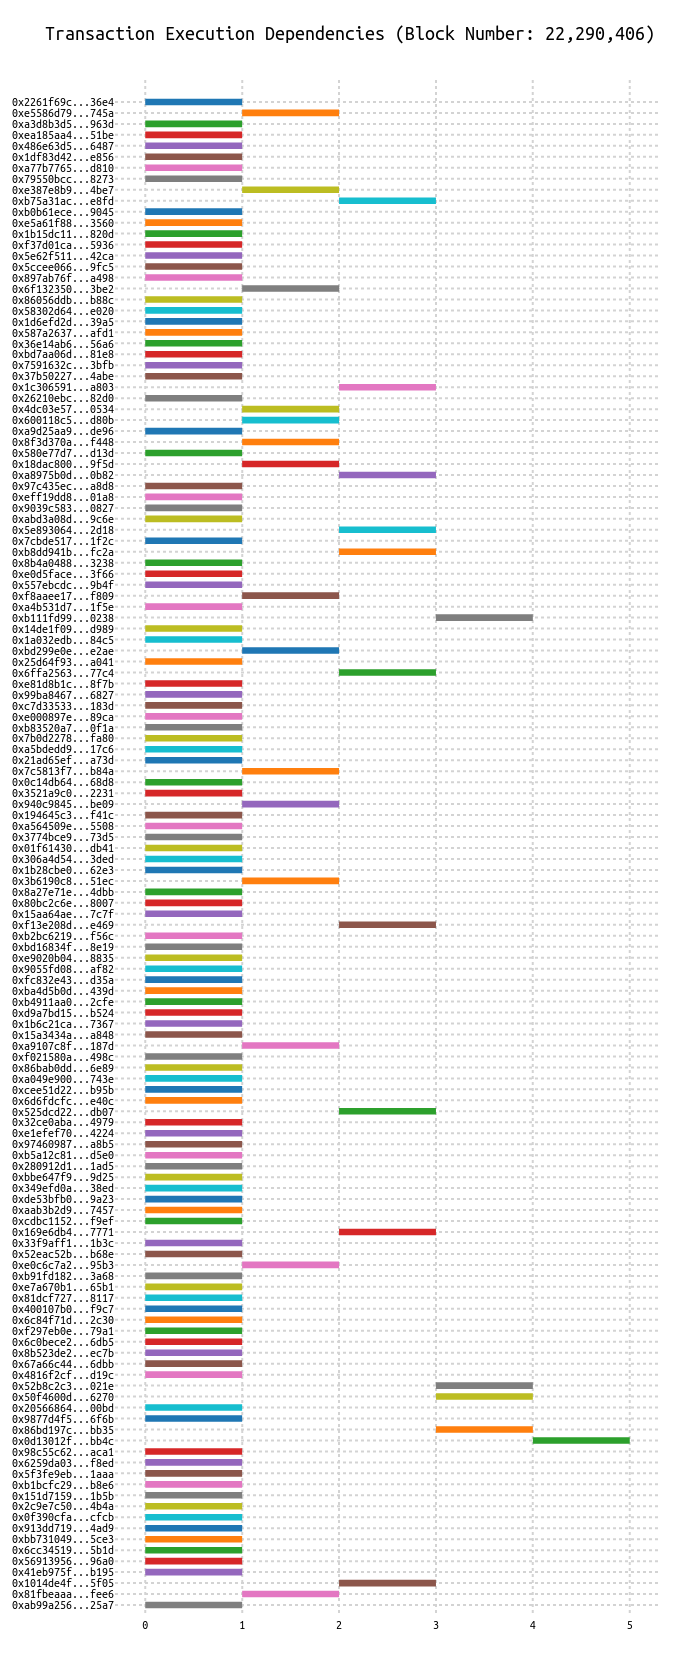 Transaction Execution Dependencies (Block Number: 22,290,406)
0x2261f69c...36e4
0xe5586d79...745a
0xa3d8b3d5...963d
0xea185aa4...51be
0x486e63d5...6487
0x1df83d42...e856
0xa77b7765...d810
0x79550bcc...8273
0xe387e8b9...4be7
0xb75a31ac...e8fd
0xb0b61ece...9045
0xe5a61f88...3560
0x1b15dc11...820d
0xf37d01ca...5936
0x5e62f511...42ca
0x5ccee066...9fc5
0x897ab76f...a498
0x6f132350...3be2
0x86056ddb...b88c
0x58302d64...e020
0x1d6efd2d...39a5
0x587a2637...afd1
0x36e14ab6...56a6
0xbd7aa06d...81e8
0x7591632c...3bfb
0x37b50227...4abe
0x1c306591...a803
0x26210ebc...82d0
0x4dc03e57...0534
0x600118c5...d80b
0xa9d25aa9...de96
0x8f3d370a...f448
0x580e77d7...d13d
0x18dac800...9f5d
0xa8975b0d...0b82
0x97c435ec...a8d8
0xeff19dd8...01a8
0x9039c583...0827
0xabd3a08d...9c6e
0x5e893064...2d18
0x7cbde517...1f2c
0xb8dd941b...fc2a
0x8b4a0488...3238
0xe0d5face...3f66
0x557ebcdc...9b4f
0xf8aaee17...f809
0xa4b531d7...1f5e
0xb111fd99...0238
0x14de1f09...d989
0x1a032edb...84c5
0xbd299e0e...e2ae
0x25d64f93...a041
0x6ffa2563...77c4
0xe81d8b1c...8f7b
0x99ba8467...6827
0xc7d33533...183d
0xe000897e...89ca
0xb83520a7...0f1a
0x7b0d2278...fa80
0xa5bdedd9...17c6
0x21ad65ef...a73d
0x7c5813f7...b84a
0x0c14db64...68d8
0x3521a9c0...2231
0x940c9845...be09
0x194645c3...f41c
0xa564509e...5508
0x3774bce9...73d5
0x01f61430...db41
0x306a4d54...3ded
0x1b28cbe0...62e3
0x3b6190c8...51ec
0x8a27e71e...4dbb
0x80bc2c6e...8007
0x15aa64ae...7c7f
0xf13e208d...e469
0xb2bc6219...f56c
0xbd16834f...8e19
0xe9020b04...8835
0x9055fd08...af82
0xfc832e43...d35a
0xba4d5b0d...439d
0xb4911aa0...2cfe
0xd9a7bd15...b524
0x1b6c21ca...7367
0x15a3434a...a848
0xa9107c8f...187d
0xf021580a...498c
0x86bab0dd...6e89
0xa049e900...743e
0xcee51d22...b95b
0x6d6fdcfc...e40c
0x525dcd22...db07
0x32ce0aba...4979
0xe1efef70...4224
0x97460987...a8b5
0xb5a12c81...d5e0
0x280912d1...1ad5
0xbbe647f9...9d25
0x349efd0a...38ed
0xde53bfb0...9a23
0xaab3b2d9...7457
0xcdbc1152...f9ef
0x169e6db4...7771
0x33f9aff1...1b3c
0x52eac52b...b68e
0xe0c6c7a2...95b3
0xb91fd182...3a68
0xe7a670b1...65b1
0x81dcf727...8117
0x400107b0...f9c7
0x6c84f71d...2c30
0xf297eb0e...79a1
0x6c0bece2...6db5
0x8b523de2...ec7b
0x67a66c44...6dbb
0x4816f2cf...d19c
0x52b8c2c3...021e
0x50f4600d...6270
0x20566864...00bd
0x9877d4f5...6f6b
0x86bd197c...bb35
0x0d13012f...bb4c
0x98c55c62...aca1
0x6259da03...f8ed
0x5f3fe9eb...1aaa
0xb1bcfc29...b8e6
0x151d7159...1b5b
0x2c9e7c50...4b4a
0x0f390cfa...cfcb
0x913dd719...4ad9
0xbb731049...5ce3
0x6cc34519...5b1d
0x56913956...96a0
0x41eb975f...b195
0x1014de4f...5f05
0x81fbeaaa...fee6
0xab99a256...25a7
0 1 2 3 4 5